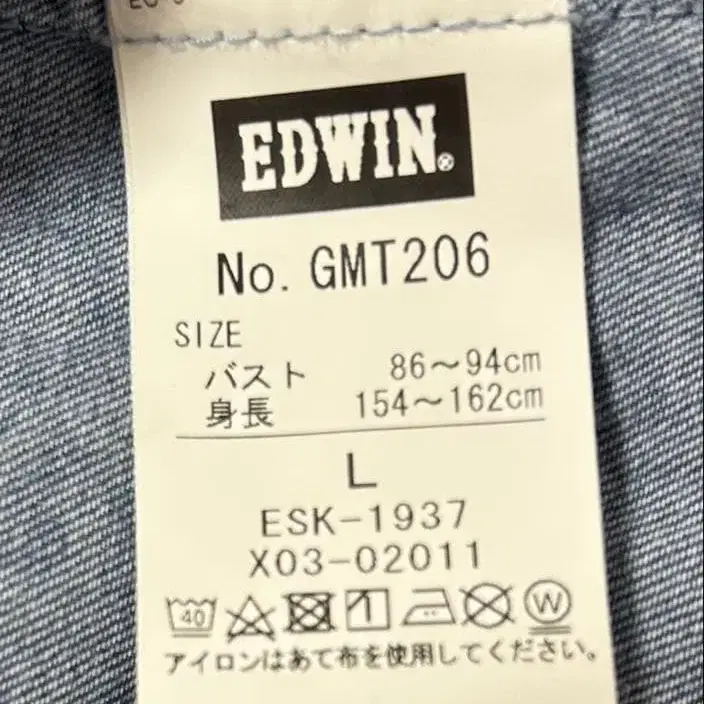 EDWIN®
No. GMT206
SIZE
バスト 86～94cm
身長 154～162cm
L
ESK-1937
X03-02011
40 W
アイロンはあて布を使用してください。